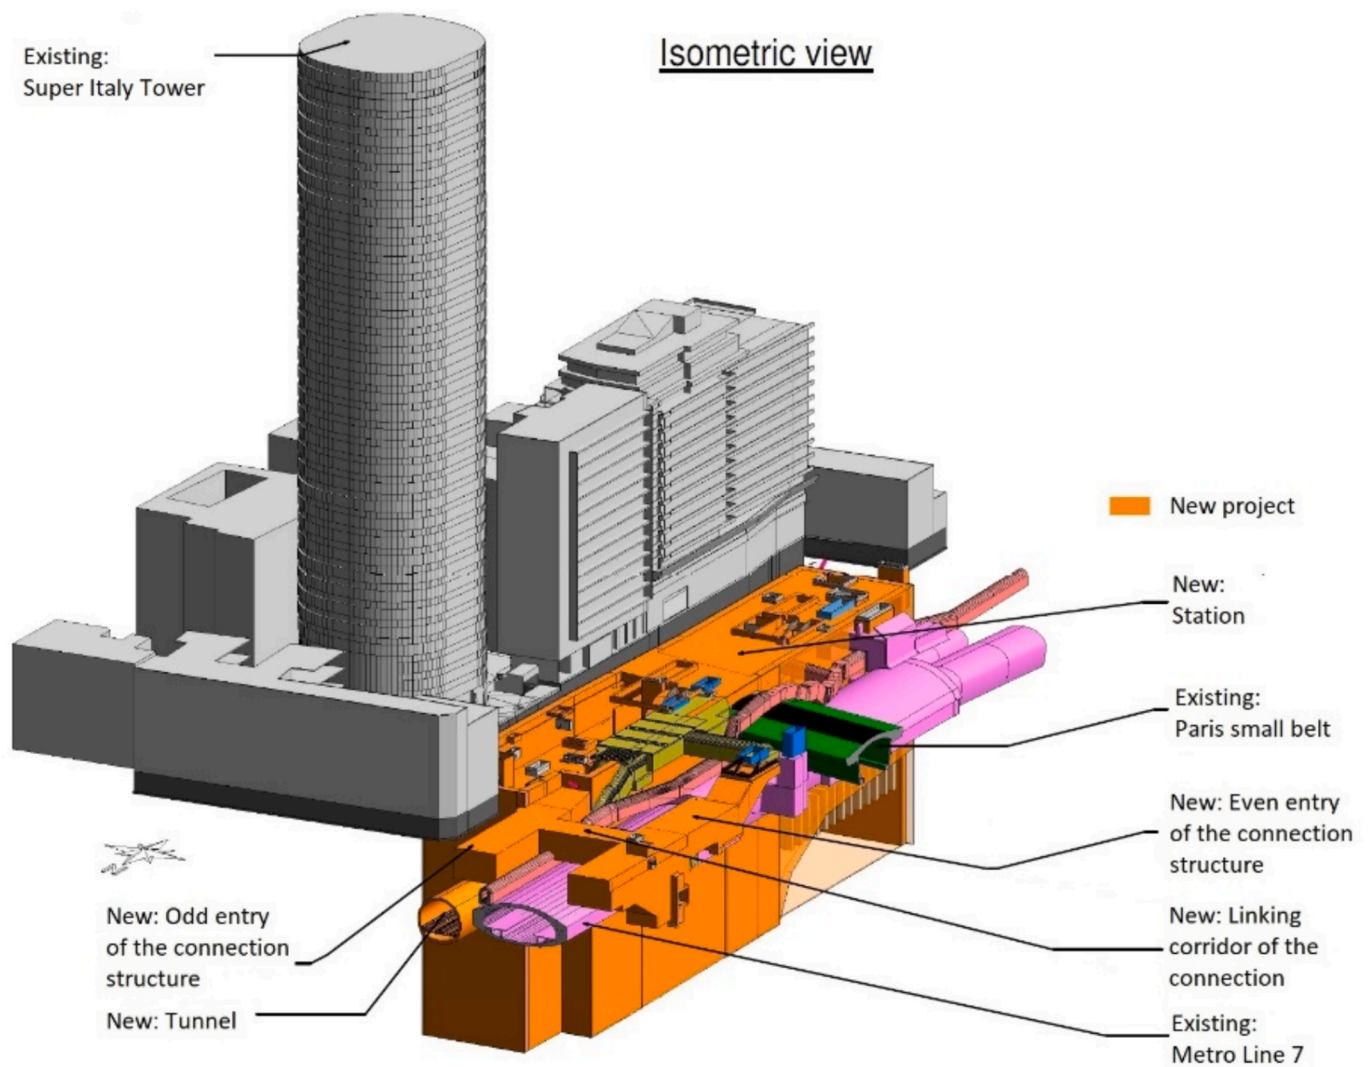 Isometric view
Existing:
Super Italy Tower
New project
New:
Station
Existing:
Paris small belt
New: Even entry
of the connection
structure
New: Odd entry
of the connection
structure
New: Linking
corridor of the
connection
New: Tunnel
Existing:
Metro Line 7